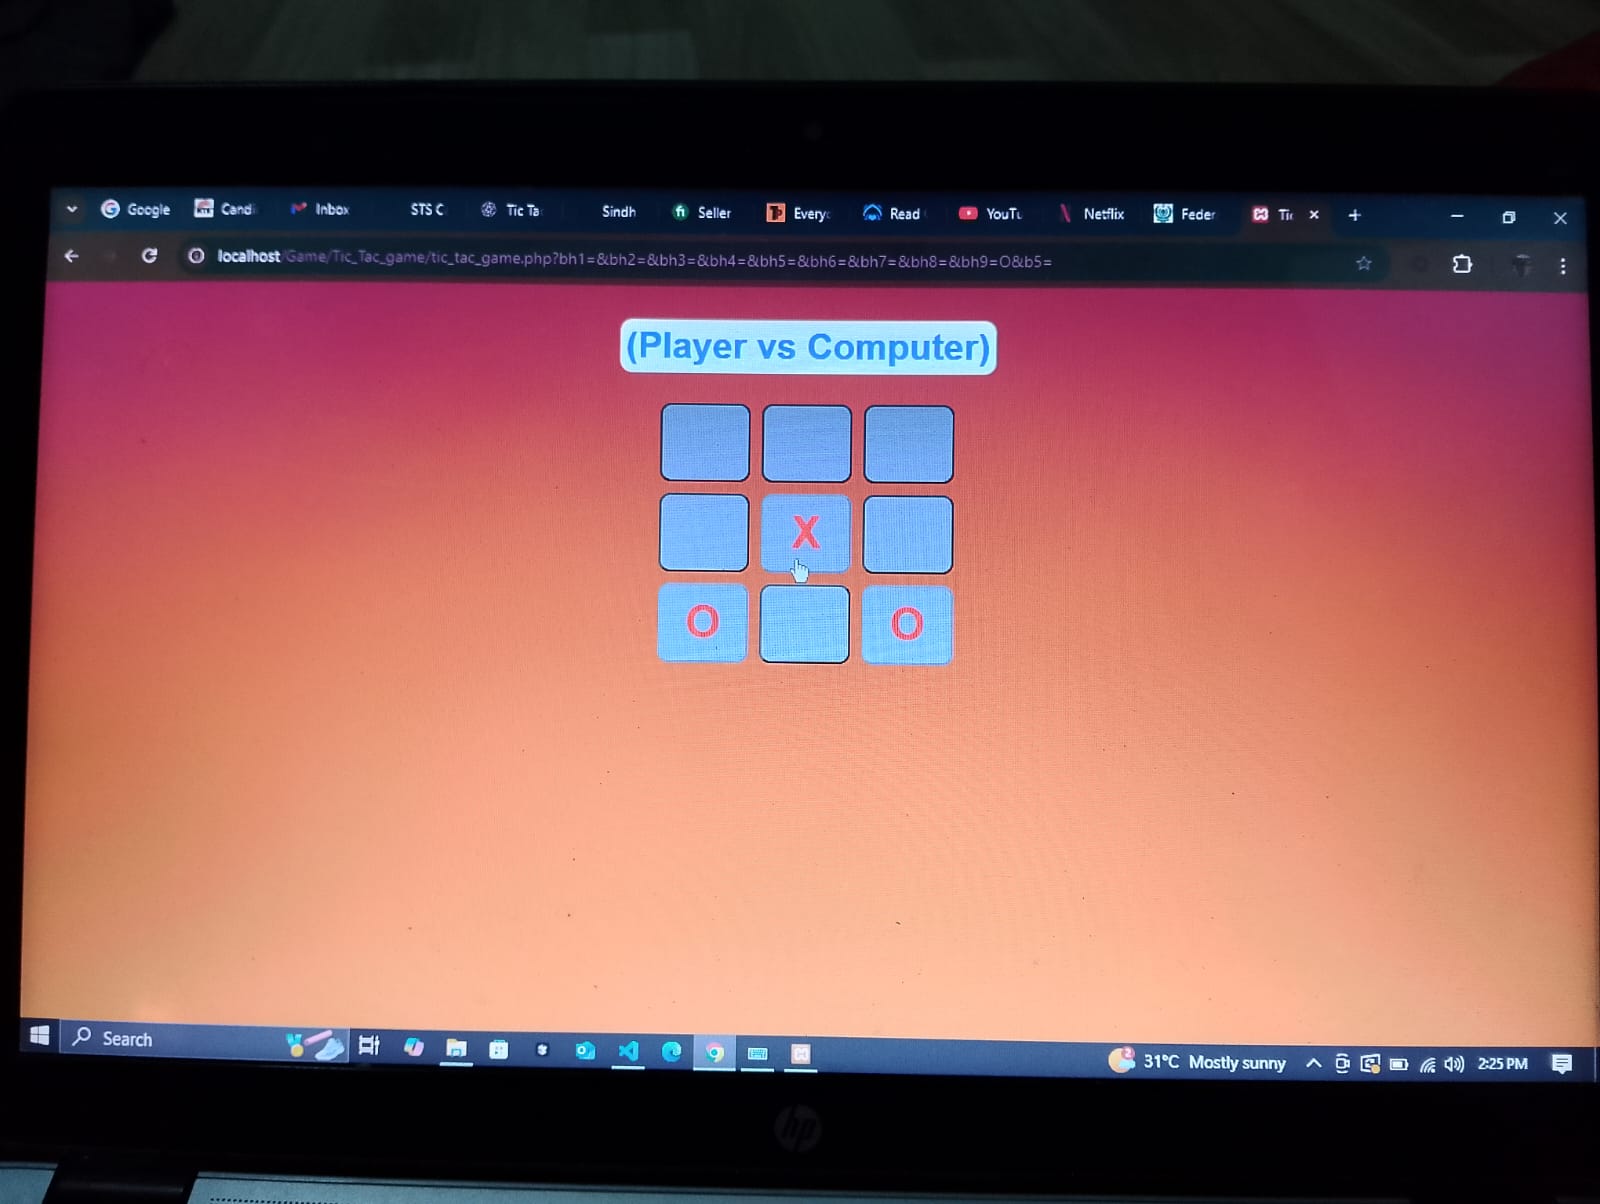 Google Candi Inbox STS C Tic Ta Sindh Seller Every Read YouTu Netflix Feder Tic
localhost/Game/Tic_Tac_game/tic_tac_game.php?bh1=&bh2=&bh3=&bh4=&bh5=&bh6=&bh7=&bh8=&bh9=O&b5=
(Player vs Computer)
X
O O
Search 31°C Mostly sunny 2:25 PM
hp